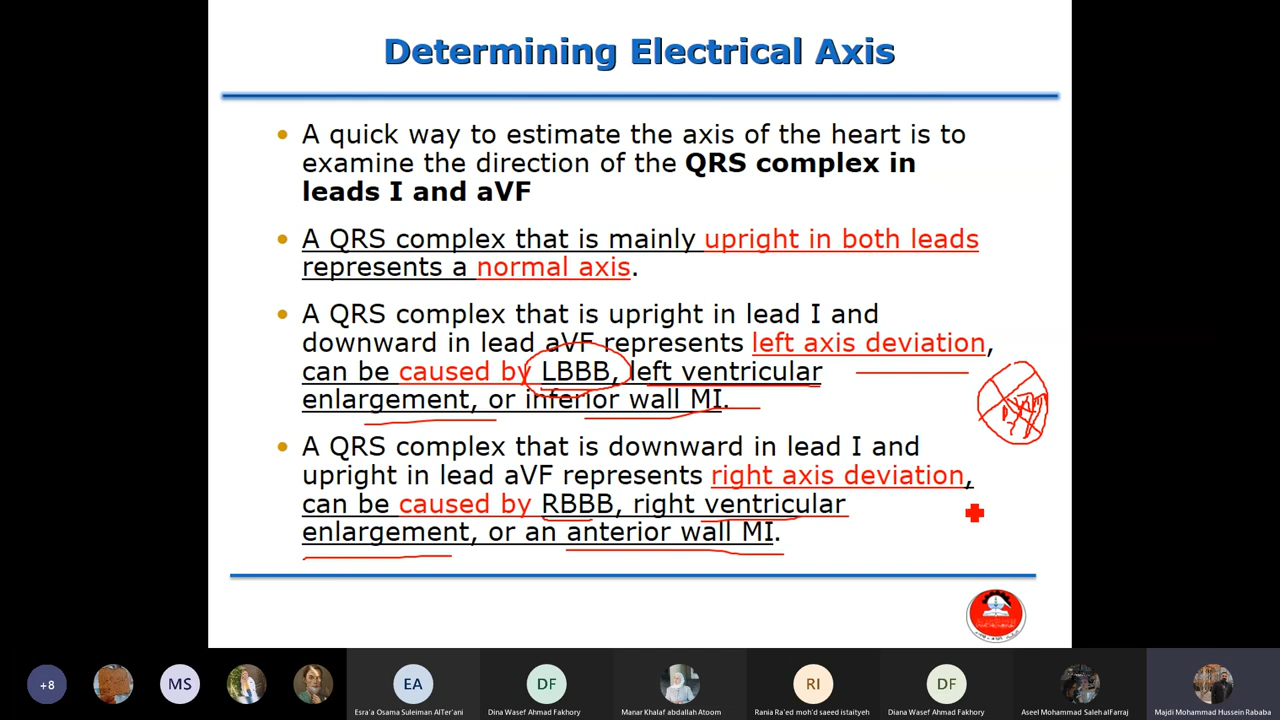 Determining Electrical Axis
• A quick way to estimate the axis of the heart is to
examine the direction of the QRS complex in
leads I and aVF
• A QRS complex that is mainly upright in both leads
represents a normal axis.
• A QRS complex that is upright in lead I and
downward in lead aVF represents left axis deviation,
can be caused by LBBB, left ventricular
enlargement, or inferior wall MI.
• A QRS complex that is downward in lead I and
upright in lead aVF represents right axis deviation,
can be caused by RBBB, right ventricular
enlargement, or an anterior wall MI.
+8
MS
EA
DF
RI
DF
Esra'a Osama Suleiman AlTer'ani
Dina Wasef Ahmad Fakhory
Manar Khalaf abdallah Atoom
Rania Ra'ed moh'd saeed istaityeh
Diana Wasef Ahmad Fakhory
Aseel Mohammad Saleh alFarraj
Majdi Mohammad Hussein Rababa